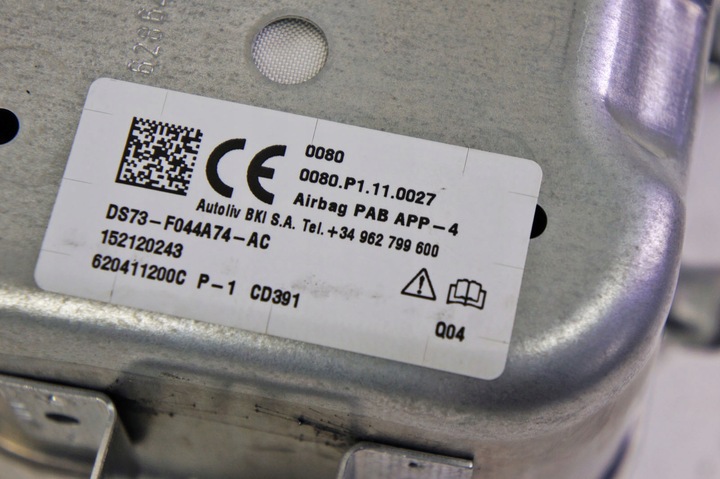 CE 0080
0080.P1.11.0027
Airbag PAB APP-4
Autoliv BKI S.A. Tel. +34 962 799 600
DS73-F044A74-AC
152120243
620411200C P-1 CD391
Q04